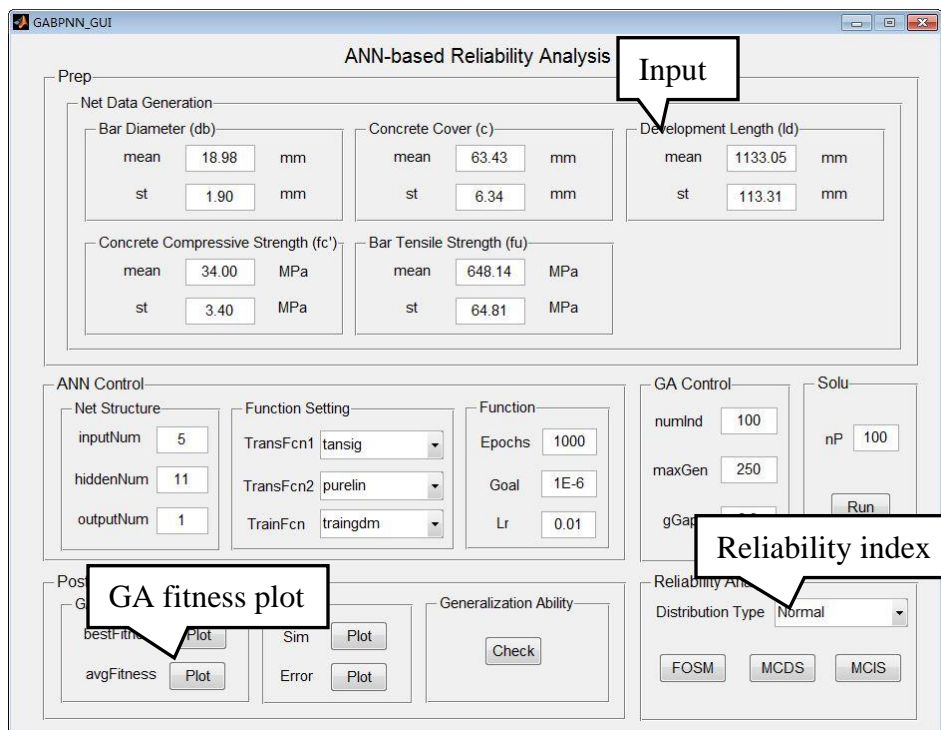 GABPNN_GUI
ANN-based Reliability Analysis
Input
Prep
Net Data Generation
Bar Diameter (db)
mean 18.98 mm
st 1.90 mm
Concrete Cover (c)
mean 63.43 mm
st 6.34 mm
Development Length (ld)
mean 1133.05 mm
st 113.31 mm
Concrete Compressive Strength (fc')
mean 34.00 MPa
st 3.40 MPa
Bar Tensile Strength (fu)
mean 648.14 MPa
st 64.81 MPa
ANN Control
Net Structure
inputNum 5
hiddenNum 11
outputNum 1
Function Setting
TransFcn1 tansig
TransFcn2 purelin
TrainFcn traingdm
Function
Epochs 1000
Goal 1E-6
Lr 0.01
GA Control
numInd 100
maxGen 250
gGap
Solu
nP 100
Run
Reliability index
Post
GA fitness plot
Plot
avgFitness Plot
Sim Plot
Error Plot
Generalization Ability
Check
Reliability
Distribution Type Normal
FOSM MCDS MCIS